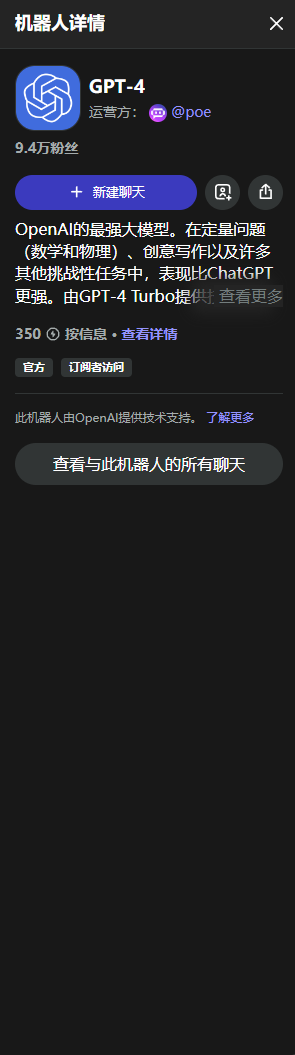 机器人详情
GPT-4
运营方： @poe
9.4万粉丝
新建聊天
OpenAI的最强大模型。在定量问题
（数学和物理）、创意写作以及许多
其他挑战性任务中，表现比ChatGPT
更强。由GPT-4 Turbo提供 查看更多
350 按信息 • 查看详情
官方 订阅者访问
此机器人由OpenAI提供技术支持。 了解更多
查看与此机器人的所有聊天